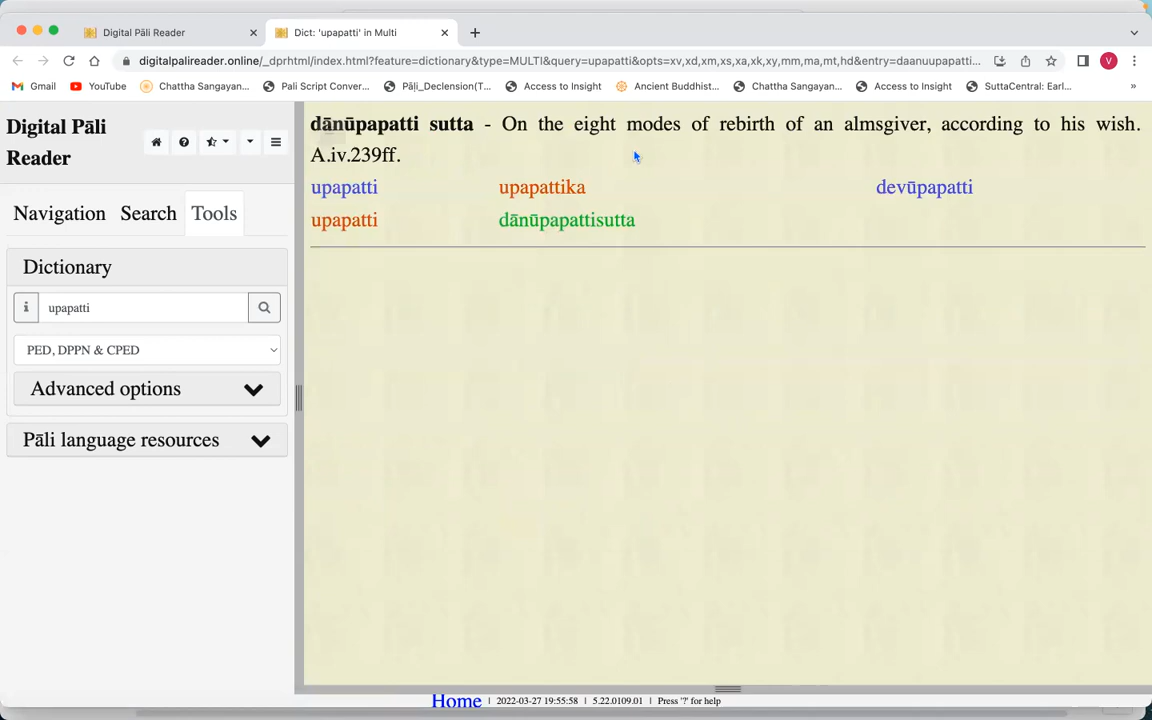 Digital Pāli Reader
Dict: 'upapatti' in Multi
digitalpalireader.online/_dprhtml/index.html?feature=dictionary&type=MULTI&query=upapatti&opts=xv,xd,xm,xs,xa,xk,xy,mm,ma,mt,hd&entry=daanuupapatti...
V
Gmail YouTube Chattha Sangayan... Pali Script Conver... Pāḷi_Declension(T... Access to Insight Ancient Buddhist... Chattha Sangayan... Access to Insight SuttaCentral: Earl... »
Digital Pāli
Reader
Navigation Search Tools
Dictionary
i upapatti
PED, DPPN & CPED
Advanced options
Pāli language resources
dānūpapatti sutta - On the eight modes of rebirth of an almsgiver, according to his wish.
A.iv.239ff.
upapatti upapattika devūpapatti
upapatti dānūpapattisutta
Home | 2022-03-27 19:55:58 | 5.22.0109.01 | Press '?' for help